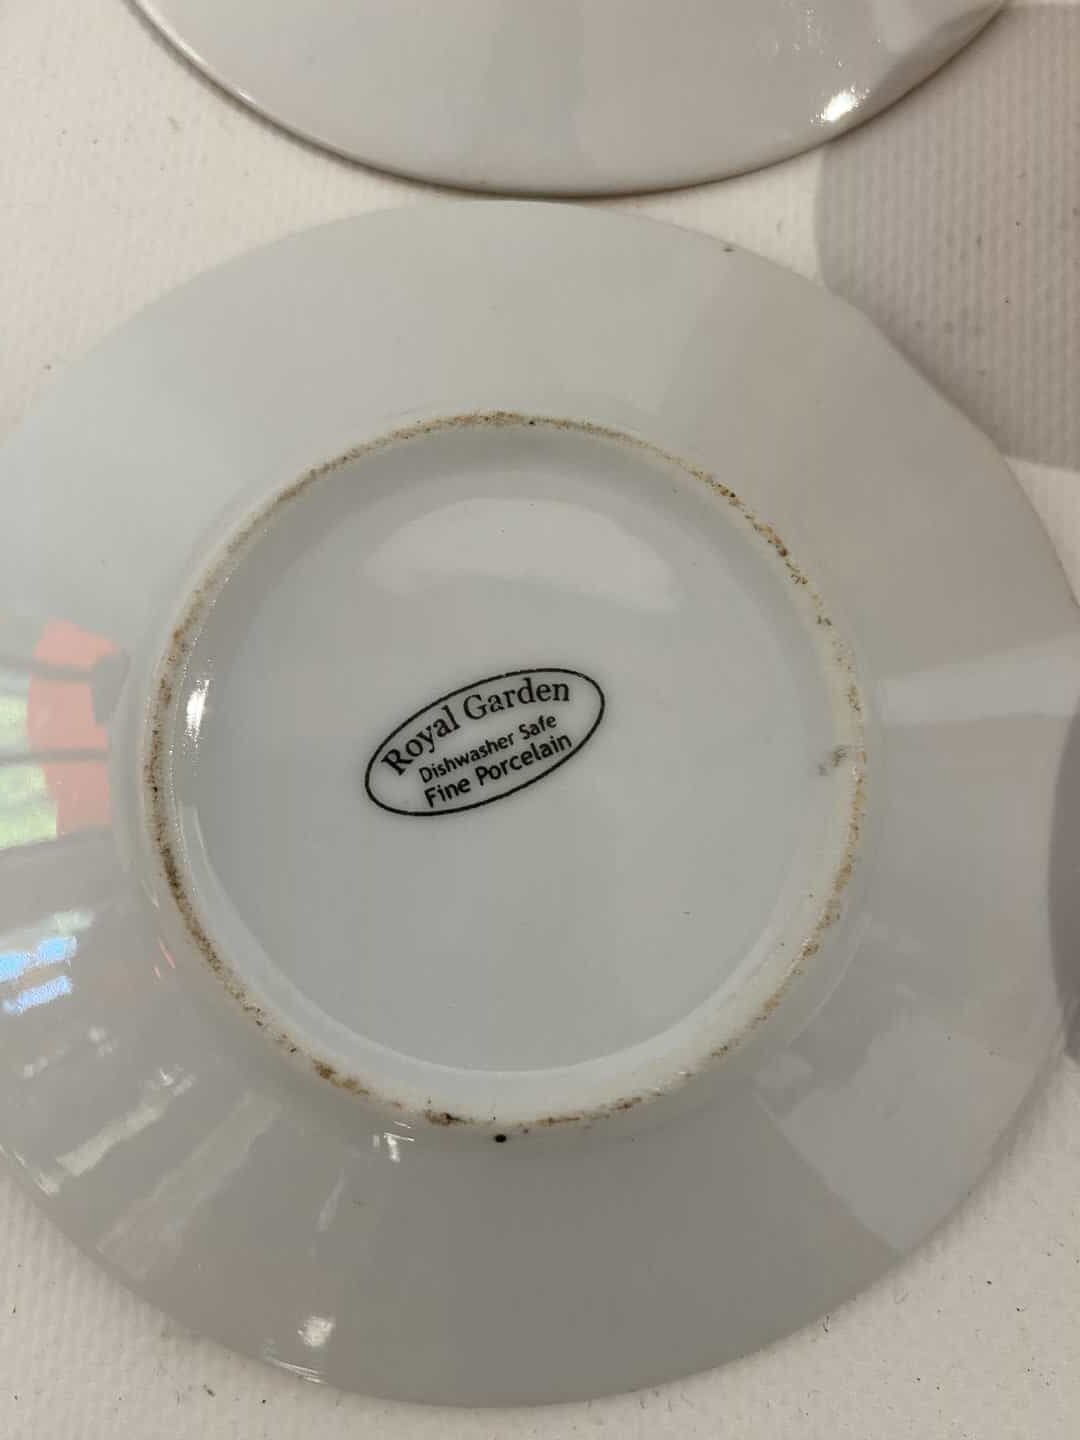 Royal Garden
Dishwasher Safe
Fine Porcelain